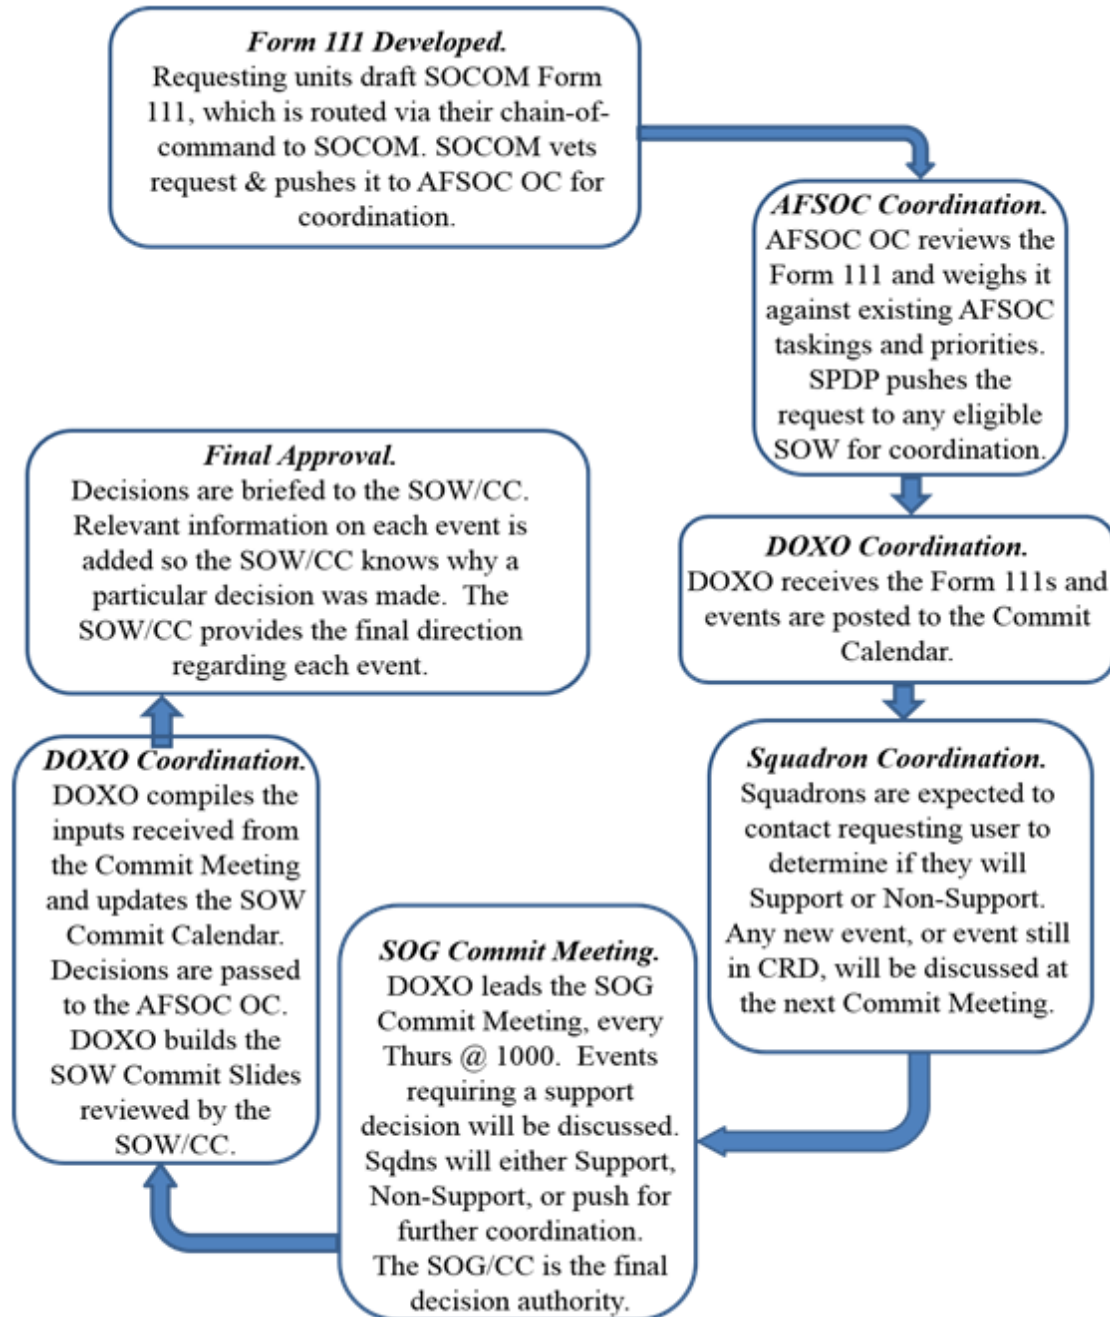 Form 111 Developed.
Requesting units draft SOCOM Form
111, which is routed via their chain-of-
command to SOCOM. SOCOM vets
request & pushes it to AFSOC OC for
coordination.
AFSOC Coordination.
AFSOC OC reviews the
Form 111 and weighs it
against existing AFSOC
taskings and priorities.
SPDP pushes the
request to any eligible
SOW for coordination.
DOXO Coordination.
DOXO receives the Form 111s and
events are posted to the Commit
Calendar.
Squadron Coordination.
Squadrons are expected to
contact requesting user to
determine if they will
Support or Non-Support.
Any new event, or event still
in CRD, will be discussed at
the next Commit Meeting.
SOG Commit Meeting.
DOXO leads the SOG
Commit Meeting, every
Thurs @ 1000.  Events
requiring a support
decision will be discussed.
Sqdns will either Support,
Non-Support, or push for
further coordination.
The SOG/CC is the final
decision authority.
DOXO Coordination.
DOXO compiles the
inputs received from
the Commit Meeting
and updates the SOW
Commit Calendar.
Decisions are passed
to the AFSOC OC.
DOXO builds the
SOW Commit Slides
reviewed by the
SOW/CC.
Final Approval.
Decisions are briefed to the SOW/CC.
Relevant information on each event is
added so the SOW/CC knows why a
particular decision was made.  The
SOW/CC provides the final direction
regarding each event.